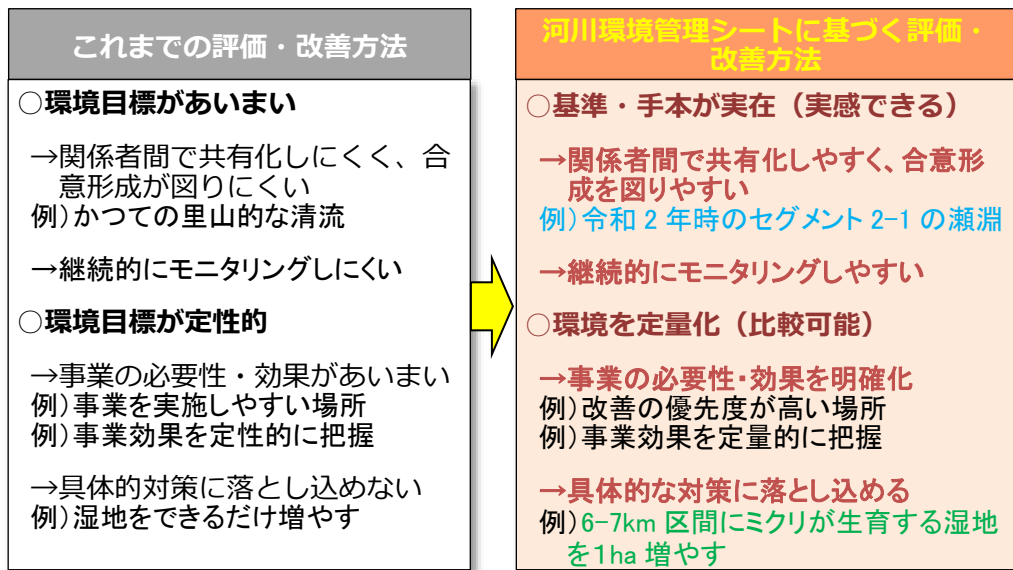 これまでの評価・改善方法
○環境目標があいまい
→関係者間で共有化しにくく、合
意形成が図りにくい
例）かつての里山的な清流
→継続的にモニタリングしにくい
○環境目標が定性的
→事業の必要性・効果があいまい
例）事業を実施しやすい場所
例）事業効果を定性的に把握
→具体的対策に落とし込めない
例）湿地をできるだけ増やす
河川環境管理シートに基づく評価・
改善方法
○基準・手本が実在（実感できる）
→関係者間で共有化しやすく、合意形
成を図りやすい
例）令和２年時のセグメント 2-1 の瀬淵
→継続的にモニタリングしやすい
○環境を定量化（比較可能）
→事業の必要性・効果を明確化
例）改善の優先度が高い場所
例）事業効果を定量的に把握
→具体的な対策に落とし込める
例）6-7km 区間にミクリが生育する湿地
を１ha 増やす